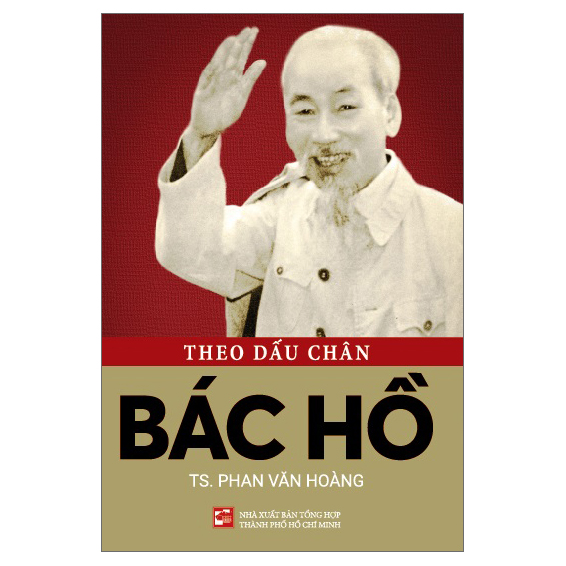 THEO DẤU CHÂN
BÁC HỒ
TS. PHAN VĂN HOÀNG
NHÀ XUẤT BẢN TỔNG HỢP
THÀNH PHỐ HỒ CHÍ MINH